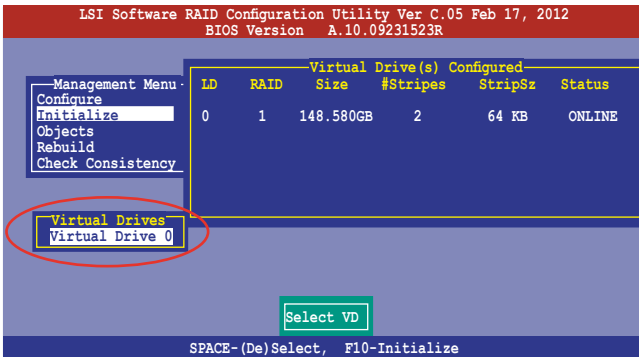 LSI Software RAID Configuration Utility Ver C.05 Feb 17, 2012
BIOS Version A.10.09231523R
Virtual Drive(s) Configured
LD RAID Size #Stripes StripSz Status
0 1 148.580GB 2 64 KB ONLINE
Management Menu
Configure
Initialize
Objects
Rebuild
Check Consistency
Virtual Drives
Virtual Drive 0
Select VD
SPACE-(De)Select, F10-Initialize